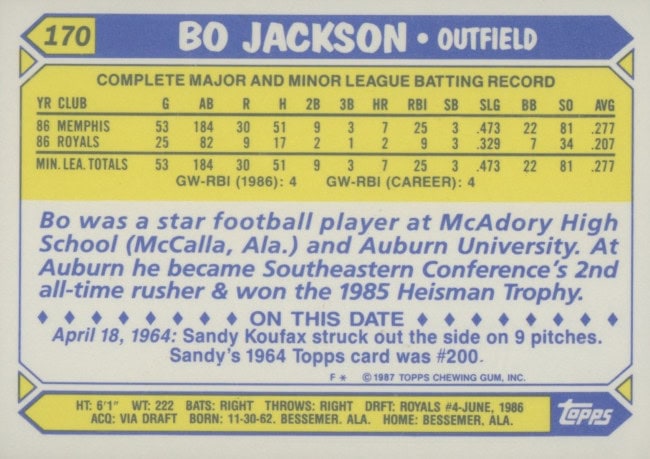 170 BO JACKSON • OUTFIELD
COMPLETE MAJOR AND MINOR LEAGUE BATTING RECORD
YR CLUB G AB R H 2B 3B HR RBI SB SLG BB SO AVG
86 MEMPHIS 53 184 30 51 9 3 7 25 3 .473 22 81 .277
86 ROYALS 25 82 9 17 2 1 2 9 3 .329 7 34 .207
MIN. LEA. TOTALS 53 184 30 51 9 3 7 25 3 .473 22 81 .277
GW-RBI (1986): 4 GW-RBI (CAREER): 4
Bo was a star football player at McAdory High
School (McCalla, Ala.) and Auburn University. At
Auburn he became Southeastern Conference's 2nd
all-time rusher & won the 1985 Heisman Trophy.
♦ ♦ ♦ ♦ ♦ ♦ ♦ ON THIS DATE ♦ ♦ ♦ ♦ ♦ ♦ ♦
April 18, 1964: Sandy Koufax struck out the side on 9 pitches.
Sandy's 1964 Topps card was #200.
F * © 1987 TOPPS CHEWING GUM, INC.
HT: 6'1" WT: 222 BATS: RIGHT THROWS: RIGHT DRFT: ROYALS #4-JUNE, 1986
ACQ: VIA DRAFT BORN: 11-30-62, BESSEMER, ALA. HOME: BESSEMER, ALA.
topps